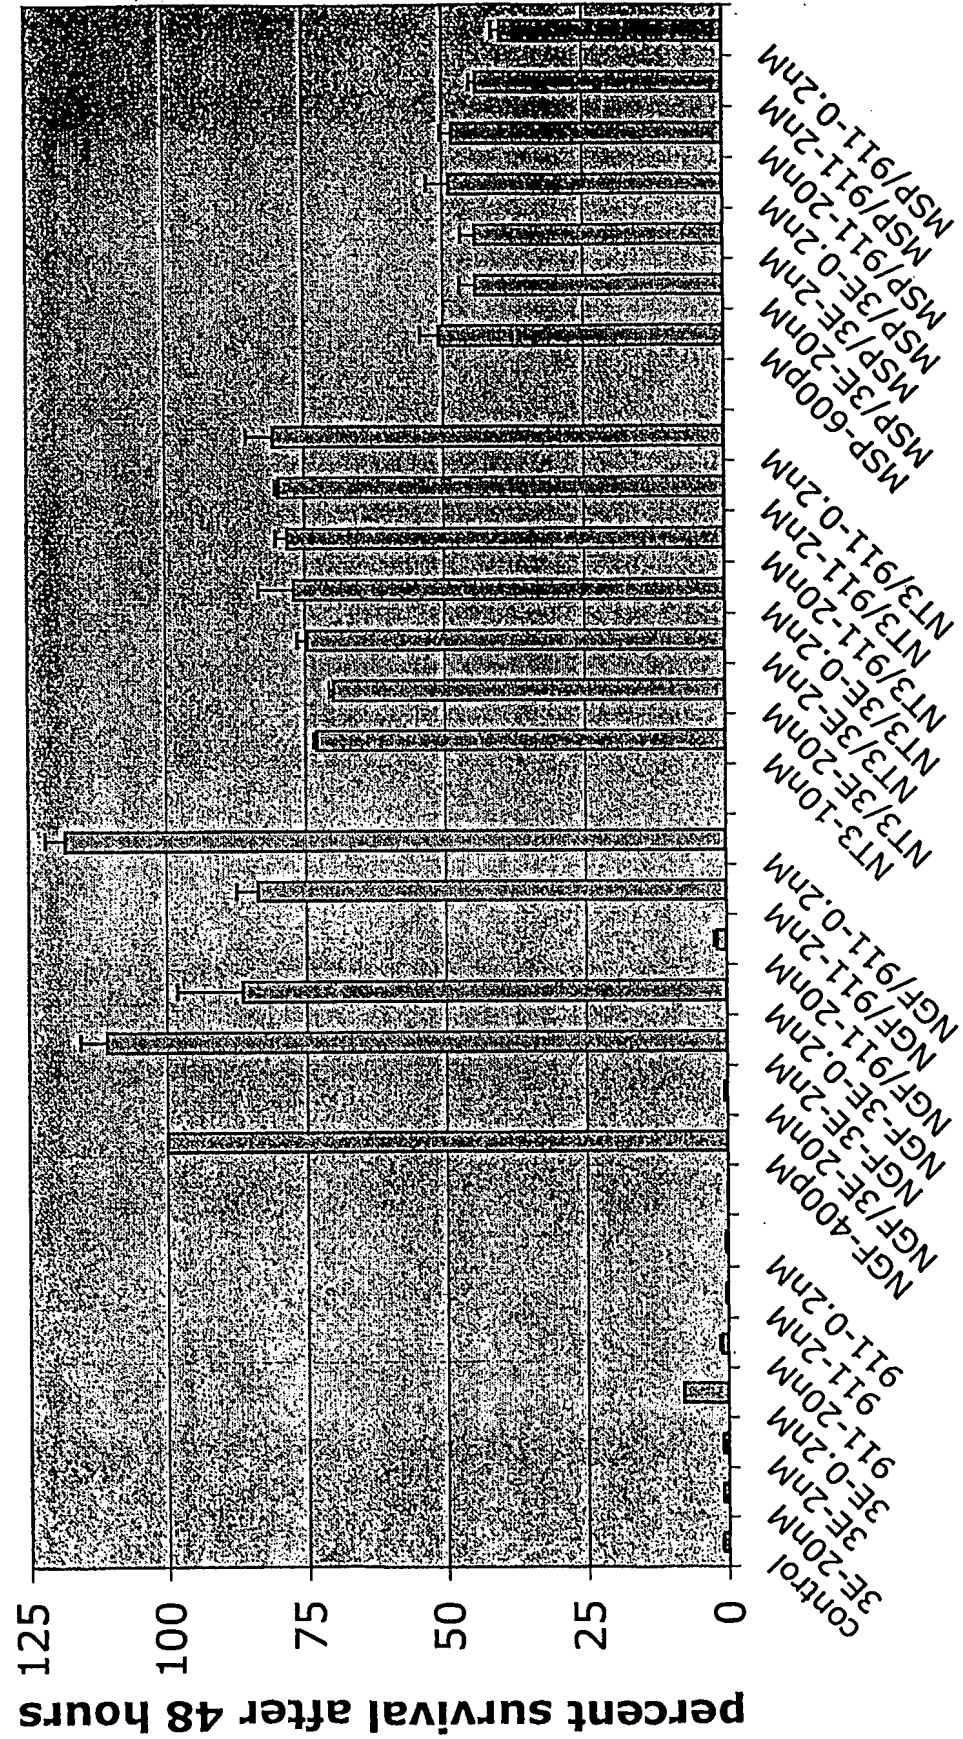 percent survival after 48 hours
125
100
75
50
25
0
control
3E-20nM
3E-2nM
3E-0.2nM
911-20nM
911-2nM
911-0.2nM
NGF-400pM
NGF/3E-20nM
NGF-3E-2nM
NGF-3E-0.2nM
NGF/911-20nM
NGF/911-2nM
NGF/911-0.2nM
NT3-10nM
NT3/3E-20nM
NT3/3E-2nM
NT3/3E-0.2nM
NT3/911-20nM
NT3/911-2nM
NT3/911-0.2nM
MSP-600pM
MSP/3E-20nM
MSP/3E-2nM
MSP/3E-0.2nM
MSP/911-20nM
MSP/911-2nM
MSP/911-0.2nM